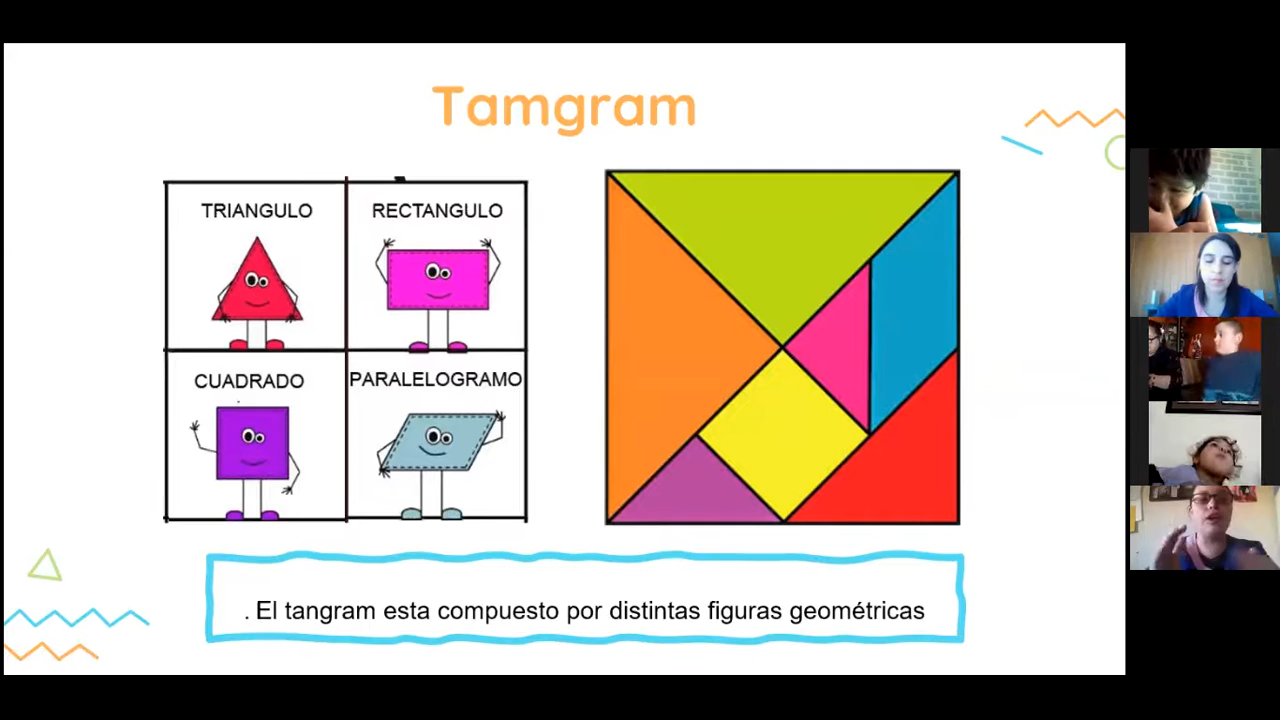 Tamgram
TRIANGULO
RECTANGULO
CUADRADO
PARALELOGRAMO
. El tangram esta compuesto por distintas figuras geométricas